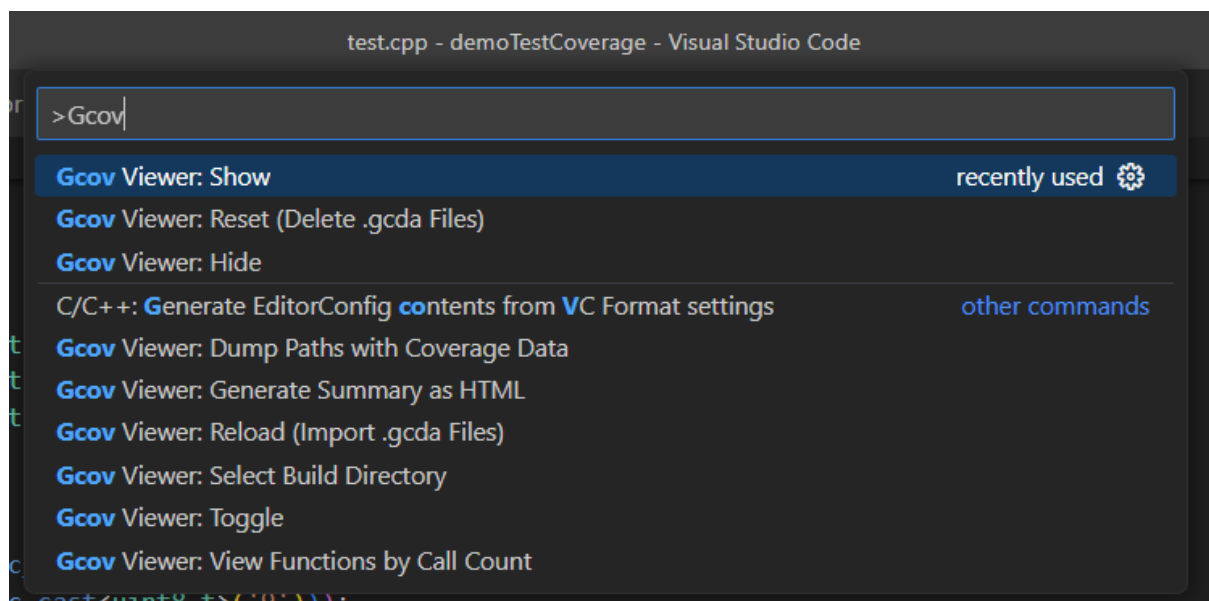 test.cpp - demoTestCoverage - Visual Studio Code
>Gcov
Gcov Viewer: Show recently used
Gcov Viewer: Reset (Delete .gcda Files)
Gcov Viewer: Hide
C/C++: Generate EditorConfig contents from VC Format settings other commands
Gcov Viewer: Dump Paths with Coverage Data
Gcov Viewer: Generate Summary as HTML
Gcov Viewer: Reload (Import .gcda Files)
Gcov Viewer: Select Build Directory
Gcov Viewer: Toggle
Gcov Viewer: View Functions by Call Count